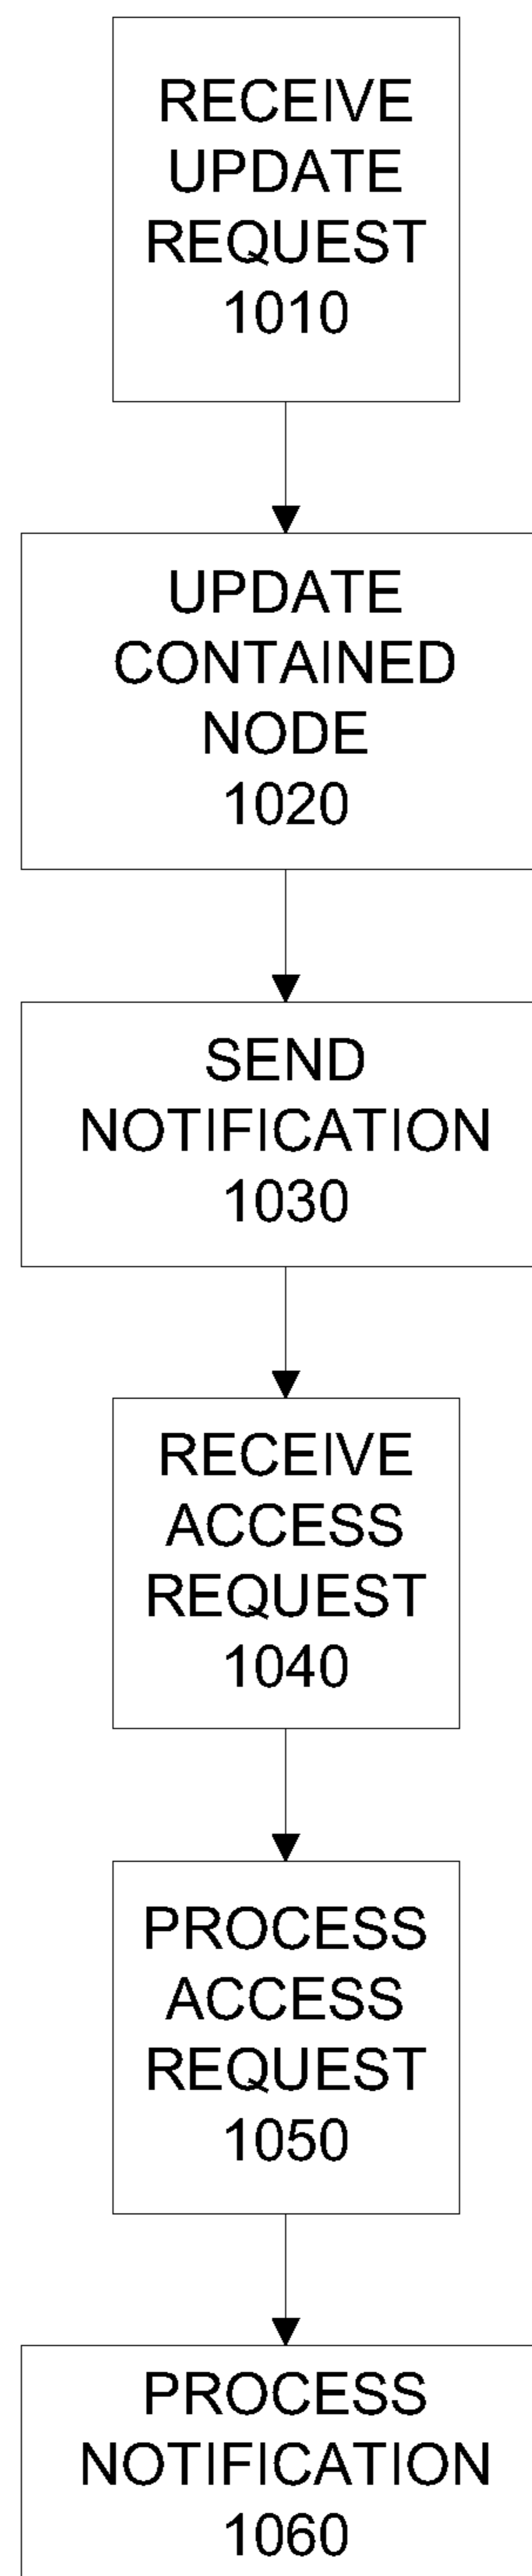 RECEIVE
UPDATE
REQUEST
1010
UPDATE
CONTAINED
NODE
1020
SEND
NOTIFICATION
1030
RECEIVE
ACCESS
REQUEST
1040
PROCESS
ACCESS
REQUEST
1050
PROCESS
NOTIFICATION
1060